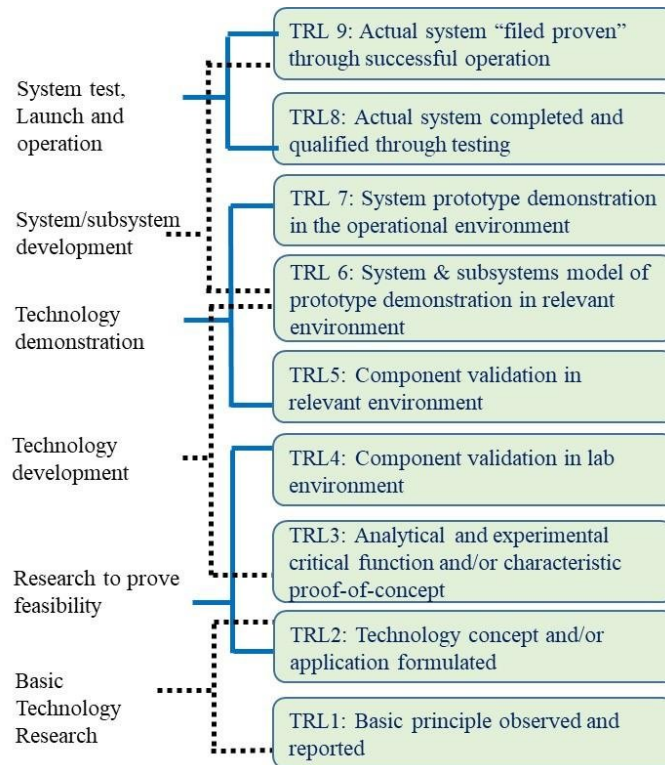 System test,
Launch and
operation
System/subsystem
development
Technology
demonstration
Technology
development
Research to prove
feasibility
Basic
Technology
Research
TRL 9: Actual system “filed proven”
through successful operation
TRL8: Actual system completed and
qualified through testing
TRL 7: System prototype demonstration
in the operational environment
TRL 6: System & subsystems model of
prototype demonstration in relevant
environment
TRL5: Component validation in
relevant environment
TRL4: Component validation in lab
environment
TRL3: Analytical and experimental
critical function and/or characteristic
proof-of-concept
TRL2: Technology concept and/or
application formulated
TRL1: Basic principle observed and
reported